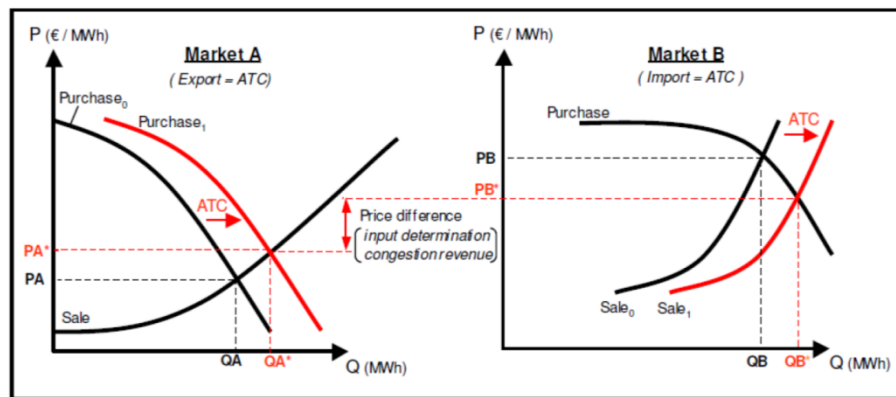 P (€ / MWh)
Market A
( Export = ATC)
Purchase₀
Purchase₁
ATC
PA*
PA
Sale
QA
QA*
Q (MWh)
Price difference
input determination
congestion revenue
P (€ / MWh)
Market B
( Import = ATC )
Purchase
ATC
PB
PB*
Sale₀
Sale₁
QB
QB*
Q (MWh)